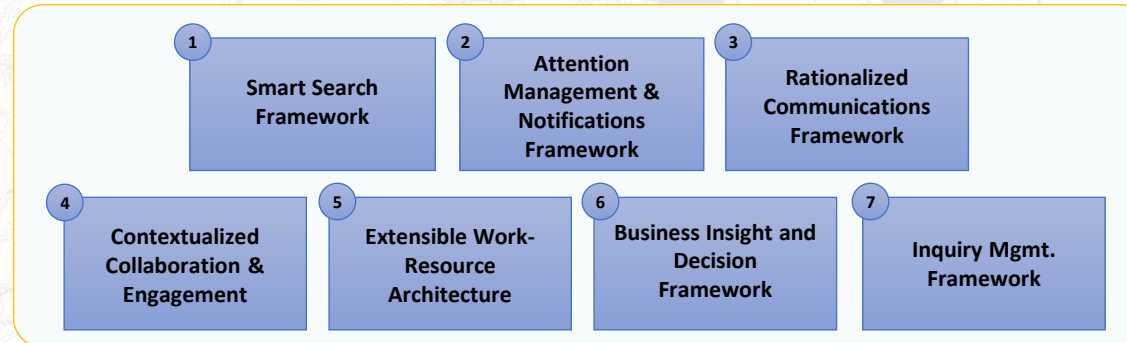 1
Smart Search
Framework
2
Attention
Management &
Notifications
Framework
3
Rationalized
Communications
Framework
4
Contextualized
Collaboration &
Engagement
5
Extensible Work-
Resource
Architecture
6
Business Insight and
Decision
Framework
7
Inquiry Mgmt.
Framework